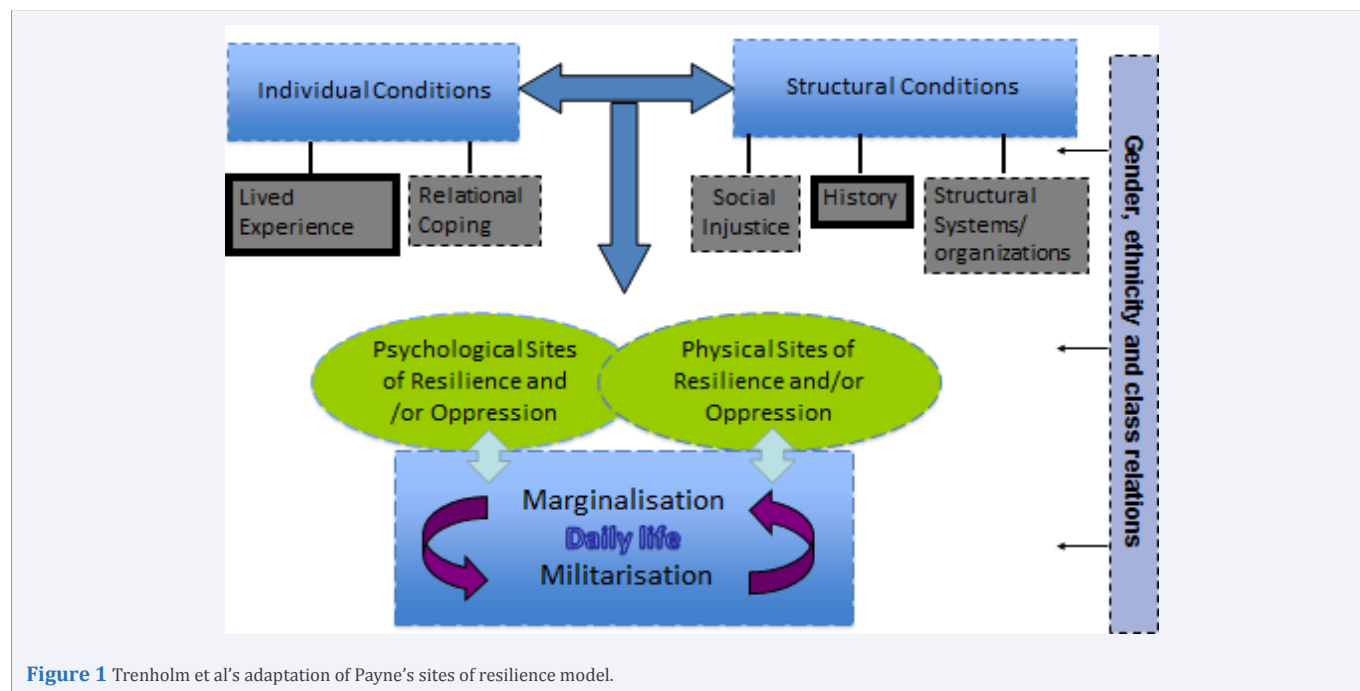 Individual Conditions
Structural Conditions
Lived
Experience
Relational
Coping
Social
Injustice
History
Structural
Systems/
organizations
Gender, ethnicity and class relations
Psychological Sites
of Resilience and
/or Oppression
Physical Sites of
Resilience and/or
Oppression
Marginalisation
Daily life
Militarisation
Figure 1 Trenholm et al’s adaptation of Payne’s sites of resilience model.